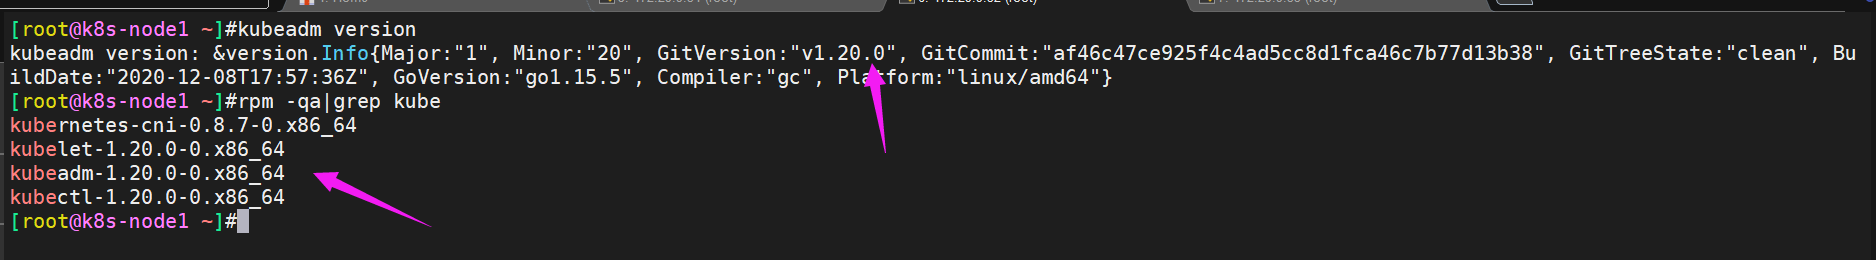 [root@k8s-node1 ~]#kubeadm version
kubeadm version: &version.Info{Major:"1", Minor:"20", GitVersion:"v1.20.0", GitCommit:"af46c47ce925f4c4ad5cc8d1fca46c7b77d13b38", GitTreeState:"clean", Bu
ildDate:"2020-12-08T17:57:36Z", GoVersion:"go1.15.5", Compiler:"gc", Platform:"linux/amd64"}
[root@k8s-node1 ~]#rpm -qa|grep kube
kubernetes-cni-0.8.7-0.x86_64
kubelet-1.20.0-0.x86_64
kubeadm-1.20.0-0.x86_64
kubectl-1.20.0-0.x86_64
[root@k8s-node1 ~]#